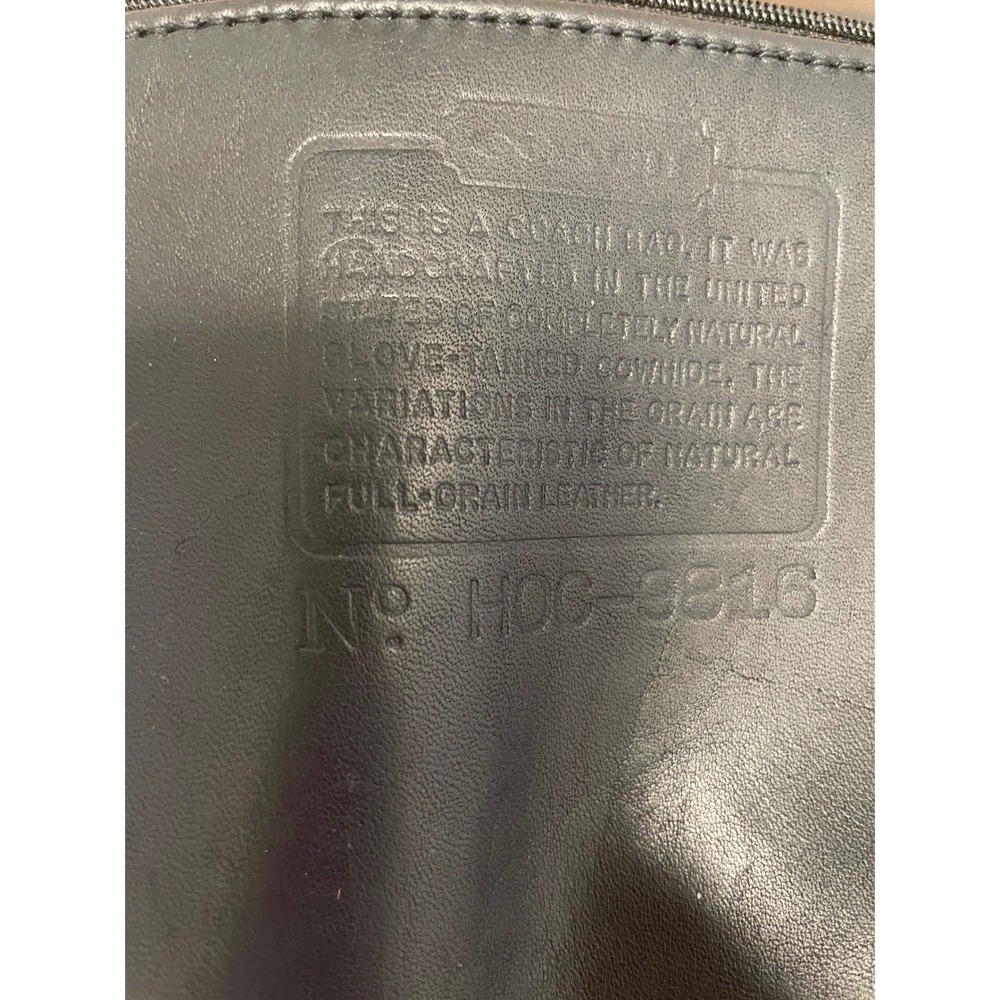 THIS IS A COACH BAG. IT WAS
HANDCRAFTED IN THE UNITED
STATES OF COMPLETELY NATURAL
GLOVE-TANNED COWHIDE. THE
VARIATIONS IN THE GRAIN ARE
CHARACTERISTIC OF NATURAL
FULL-GRAIN LEATHER.
Nº